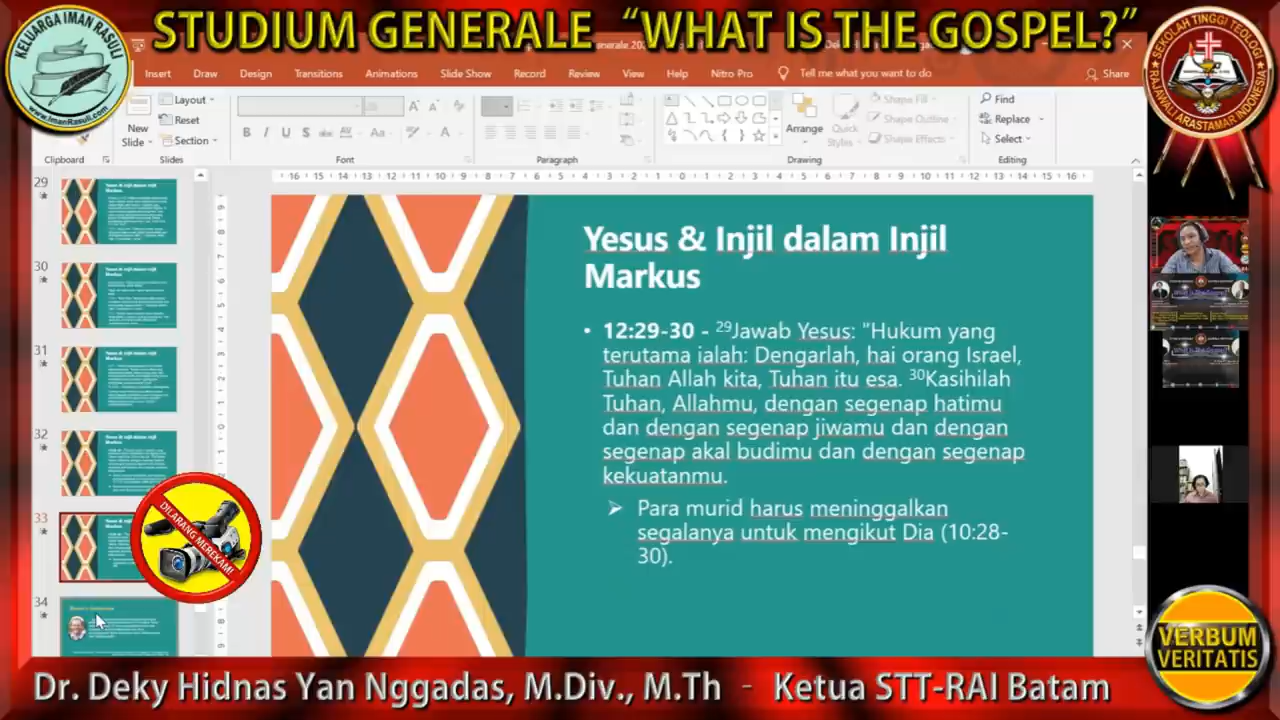 STUDIUM GENERALE “WHAT IS THE GOSPEL?”
KELUARGA IMAN RASULI
www.ImanRasuli.com
SEKOLAH TINGGI TEOLOGI
RAJAWALI ARASTAMAR INDONESIA
Insert Draw Design Transitions Animations Slide Show Record Review View Help Nitro Pro Tell me what you want to do Share
New
Slide
Layout
Reset
Section
Arrange
Quick
Styles
Shape Fill
Shape Outline
Shape Effects
Find
Replace
Select
Clipboard Slides Font Paragraph Drawing Editing
29
30
31
32
33
34
Yesus & Injil dalam Injil
Markus
• 12:29-30 - 29Jawab Yesus: "Hukum yang
terutama ialah: Dengarlah, hai orang Israel,
Tuhan Allah kita, Tuhan itu esa. 30Kasihilah
Tuhan, Allahmu, dengan segenap hatimu
dan dengan segenap jiwamu dan dengan
segenap akal budimu dan dengan segenap
kekuatanmu.
➢ Para murid harus meninggalkan
segalanya untuk mengikut Dia (10:28-
30).
DILARANG MEREKAM!
VERBUM
VERITATIS
Dr. Deky Hidnas Yan Nggadas, M.Div., M.Th - Ketua STT-RAI Batam